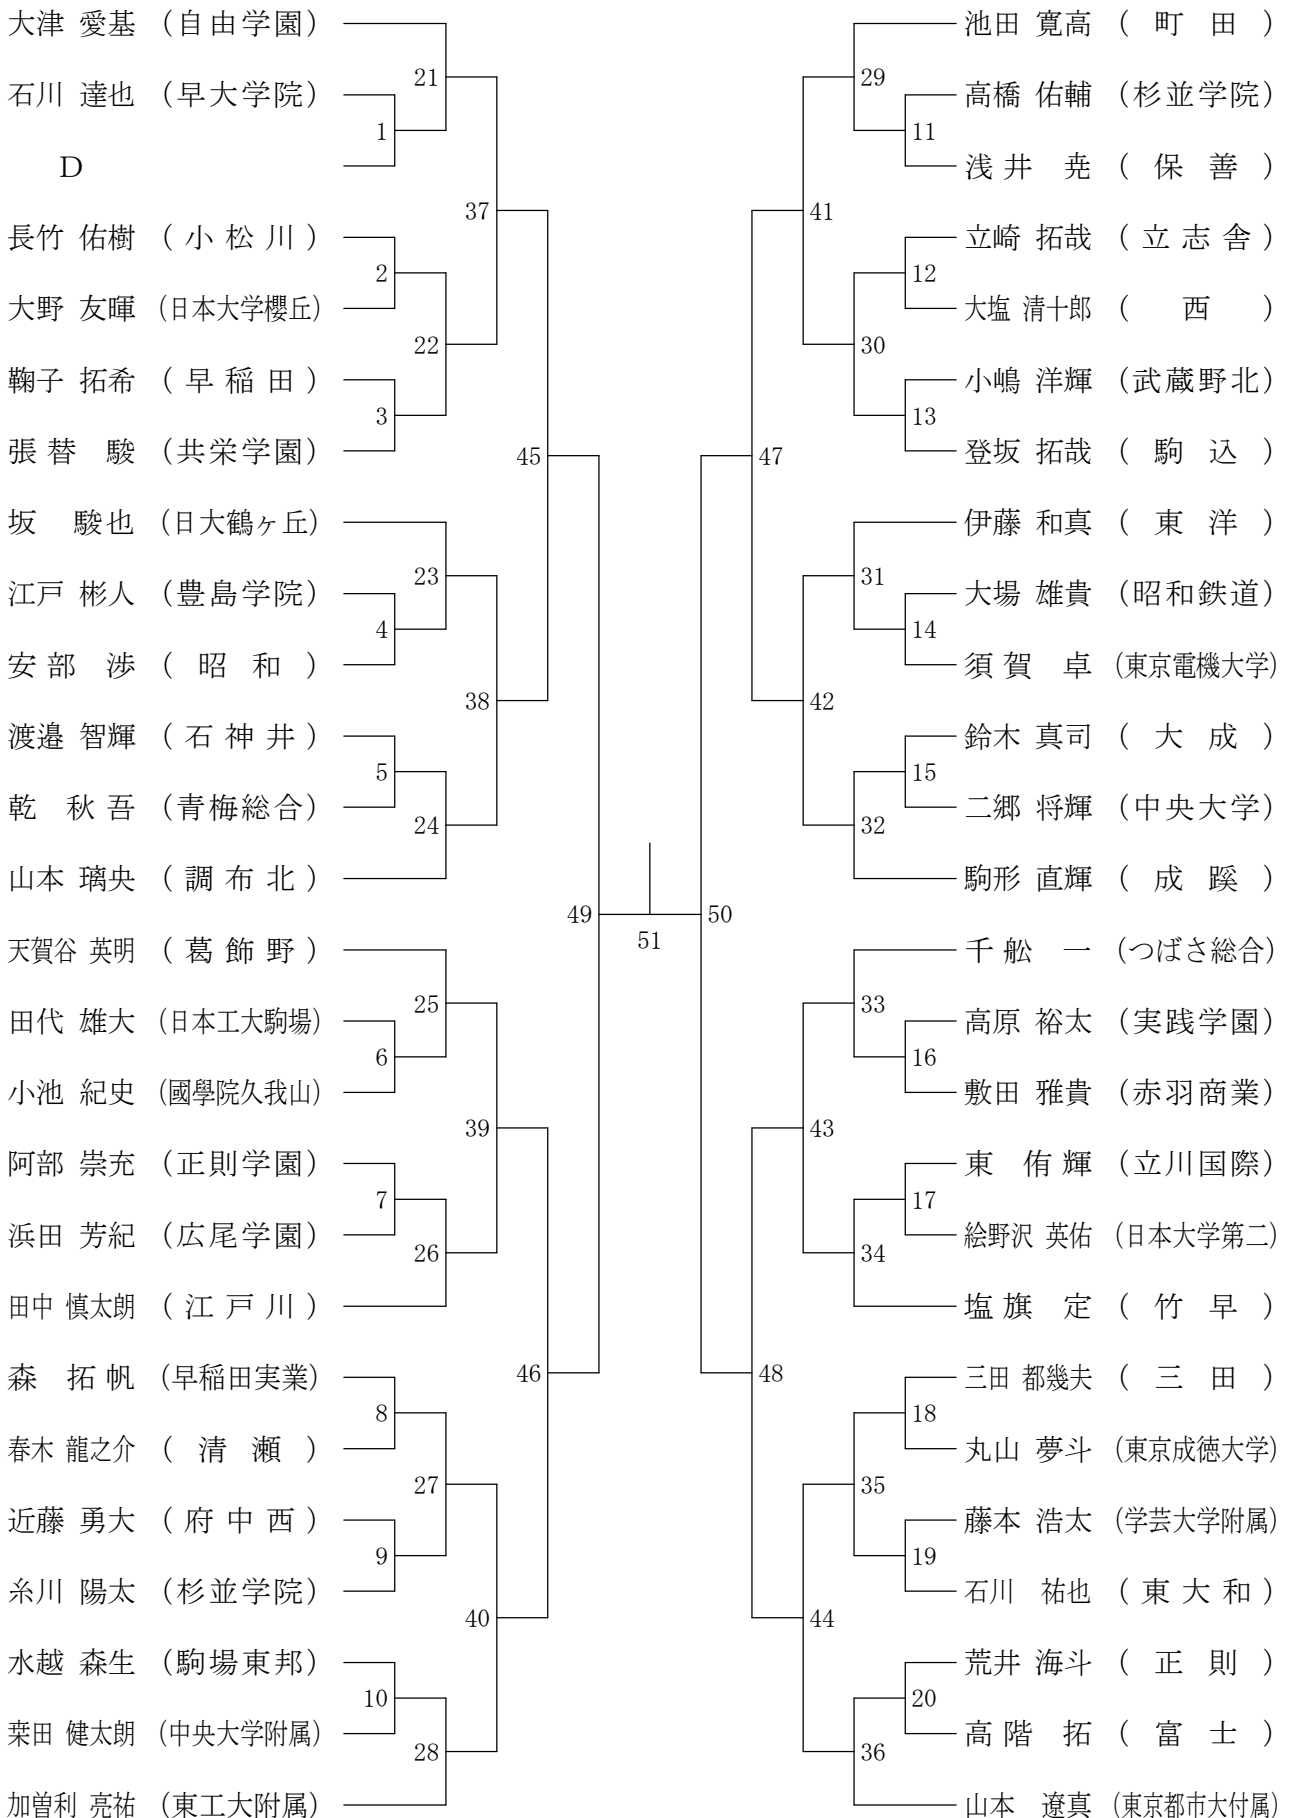 大津 愛基 (自由学園)
21
石川 達也 (早大学院)
1
D
37
長竹 佑樹 (小松川)
2
大野 友暉 (日本大学櫻丘)
22
鞠子 拓希 (早稲田)
3
張替 駿 (共栄学園)
45
坂 駿也 (日大鶴ヶ丘)
23
江戸 彬人 (豊島学院)
4
安部 渉 (昭和)
38
渡邉 智輝 (石神井)
5
乾 秋吾 (青梅総合)
24
山本 璃央 (調布北)
49
天賀谷 英明 (葛飾野)
25
田代 雄大 (日本工大駒場)
6
小池 紀史 (國學院久我山)
39
阿部 崇充 (正則学園)
7
浜田 芳紀 (広尾学園)
26
田中 慎太朗 (江戸川)
46
森 拓帆 (早稲田実業)
8
春木 龍之介 (清瀬)
27
近藤 勇大 (府中西)
9
糸川 陽太 (杉並学院)
40
水越 森生 (駒場東邦)
10
桒田 健太朗 (中央大学附属)
28
加曽利 亮祐 (東工大附属)
51
池田 寛高 (町田)
29
高橋 佑輔 (杉並学院)
11
浅井 尭 (保善)
41
立崎 拓哉 (立志舎)
12
大塩 清十郎 (西)
30
小嶋 洋輝 (武蔵野北)
13
登坂 拓哉 (駒込)
47
伊藤 和真 (東洋)
31
大場 雄貴 (昭和鉄道)
14
須賀 卓 (東京電機大学)
42
鈴木 真司 (大成)
15
二郷 将輝 (中央大学)
32
駒形 直輝 (成蹊)
50
千舩 一 (つばさ総合)
33
高原 裕太 (実践学園)
16
敷田 雅貴 (赤羽商業)
43
東 侑輝 (立川国際)
17
絵野沢 英佑 (日本大学第二)
34
塩旗 定 (竹早)
48
三田 都幾夫 (三田)
18
丸山 夢斗 (東京成徳大学)
35
藤本 浩太 (学芸大学附属)
19
石川 祐也 (東大和)
44
荒井 海斗 (正則)
20
高階 拓 (富士)
36
山本 遼真 (東京都市大付属)